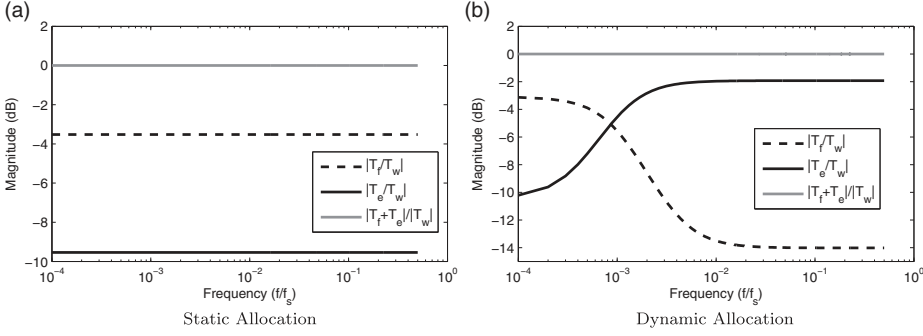 (a)
2
0
−2
−4
−6
−8
−10
Magnitude (dB)
|T_f/T_w|
|T_e/T_w|
|T_f+T_e|/|T_w|
10^−4
10^−3
10^−2
10^−1
10^0
Frequency (f/f_s)
Static Allocation
(b)
2
0
−2
−4
−6
−8
−10
−12
−14
Magnitude (dB)
|T_f/T_w|
|T_e/T_w|
|T_f+T_e|/|T_w|
10^−4
10^−3
10^−2
10^−1
10^0
Frequency (f/f_s)
Dynamic Allocation